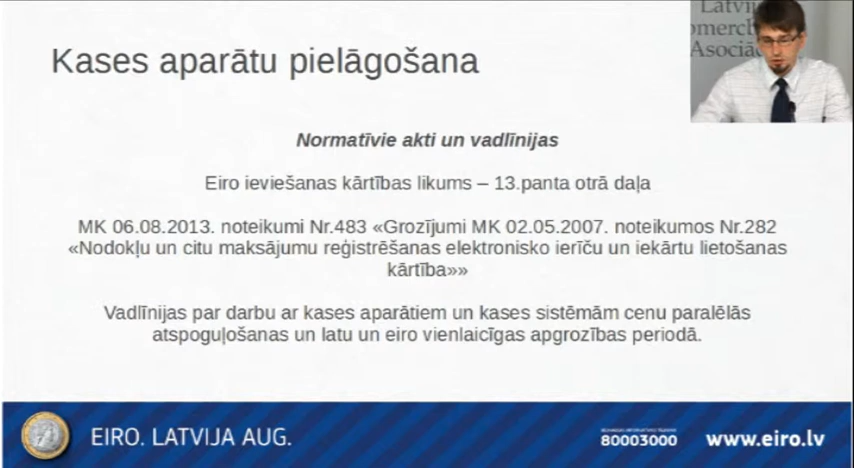 Kases aparātu pielāgošana
Latvij
omercb
Asociāc
Normatīvie akti un vadlīnijas
Eiro ieviešanas kārtības likums – 13.panta otrā daļa
MK 06.08.2013. noteikumi Nr.483 «Grozījumi MK 02.05.2007. noteikumos Nr.282
«Nodokļu un citu maksājumu reģistrēšanas elektronisko ierīču un iekārtu lietošanas
kārtība»»
Vadlīnijas par darbu ar kases aparātiem un kases sistēmām cenu paralēlās
atspoguļošanas un latu un eiro vienlaicīgas apgrozības periodā.
EIRO. LATVIJA AUG.
80003000
www.eiro.lv